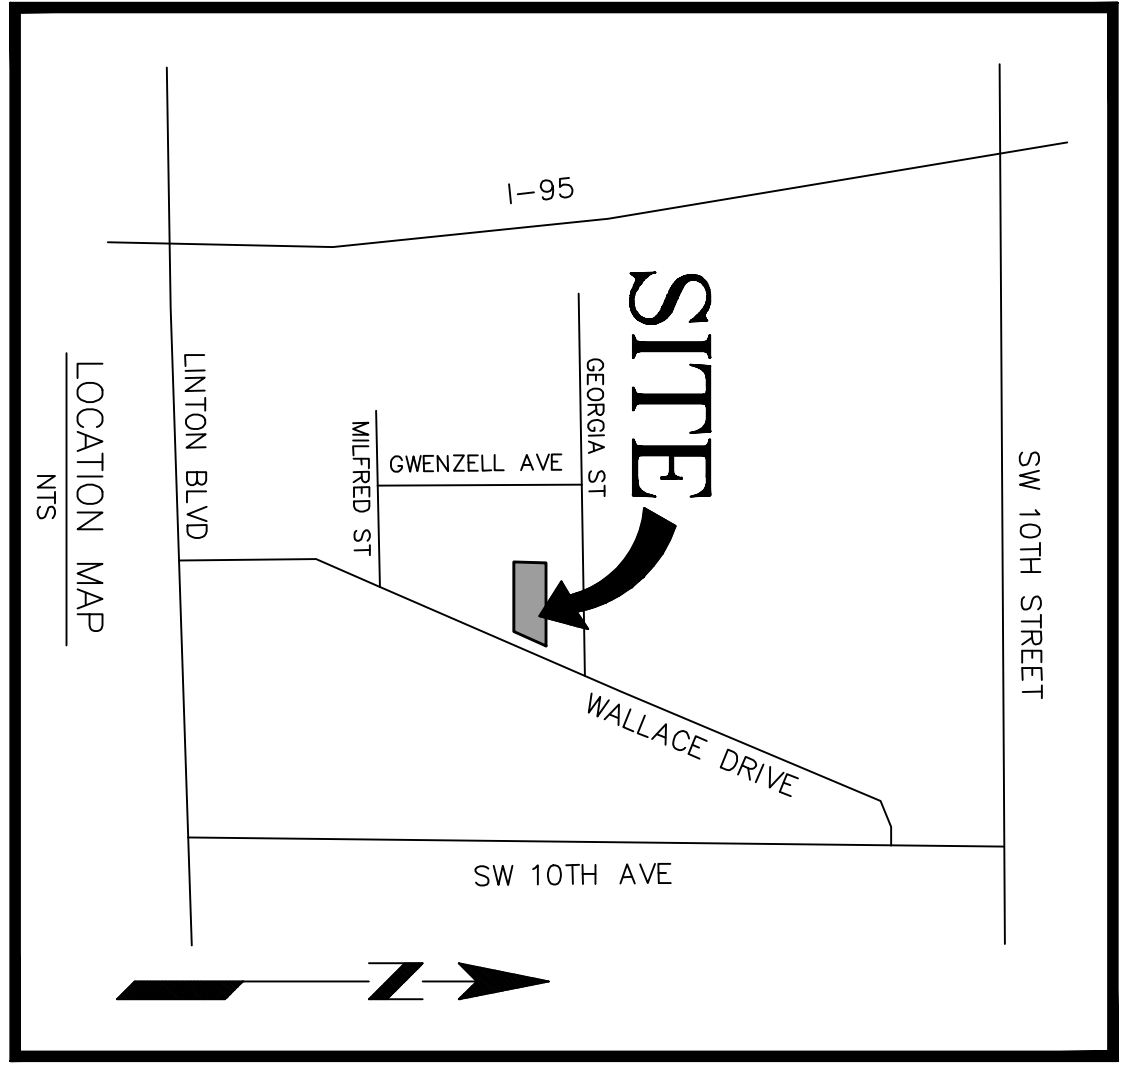 I-95
SITE
GEORGIA ST
LINTON BLVD
MILFRED ST
GWENZELL AVE
SW 10TH STREET
WALLACE DRIVE
SW 10TH AVE
LOCATION MAP
NTS
N